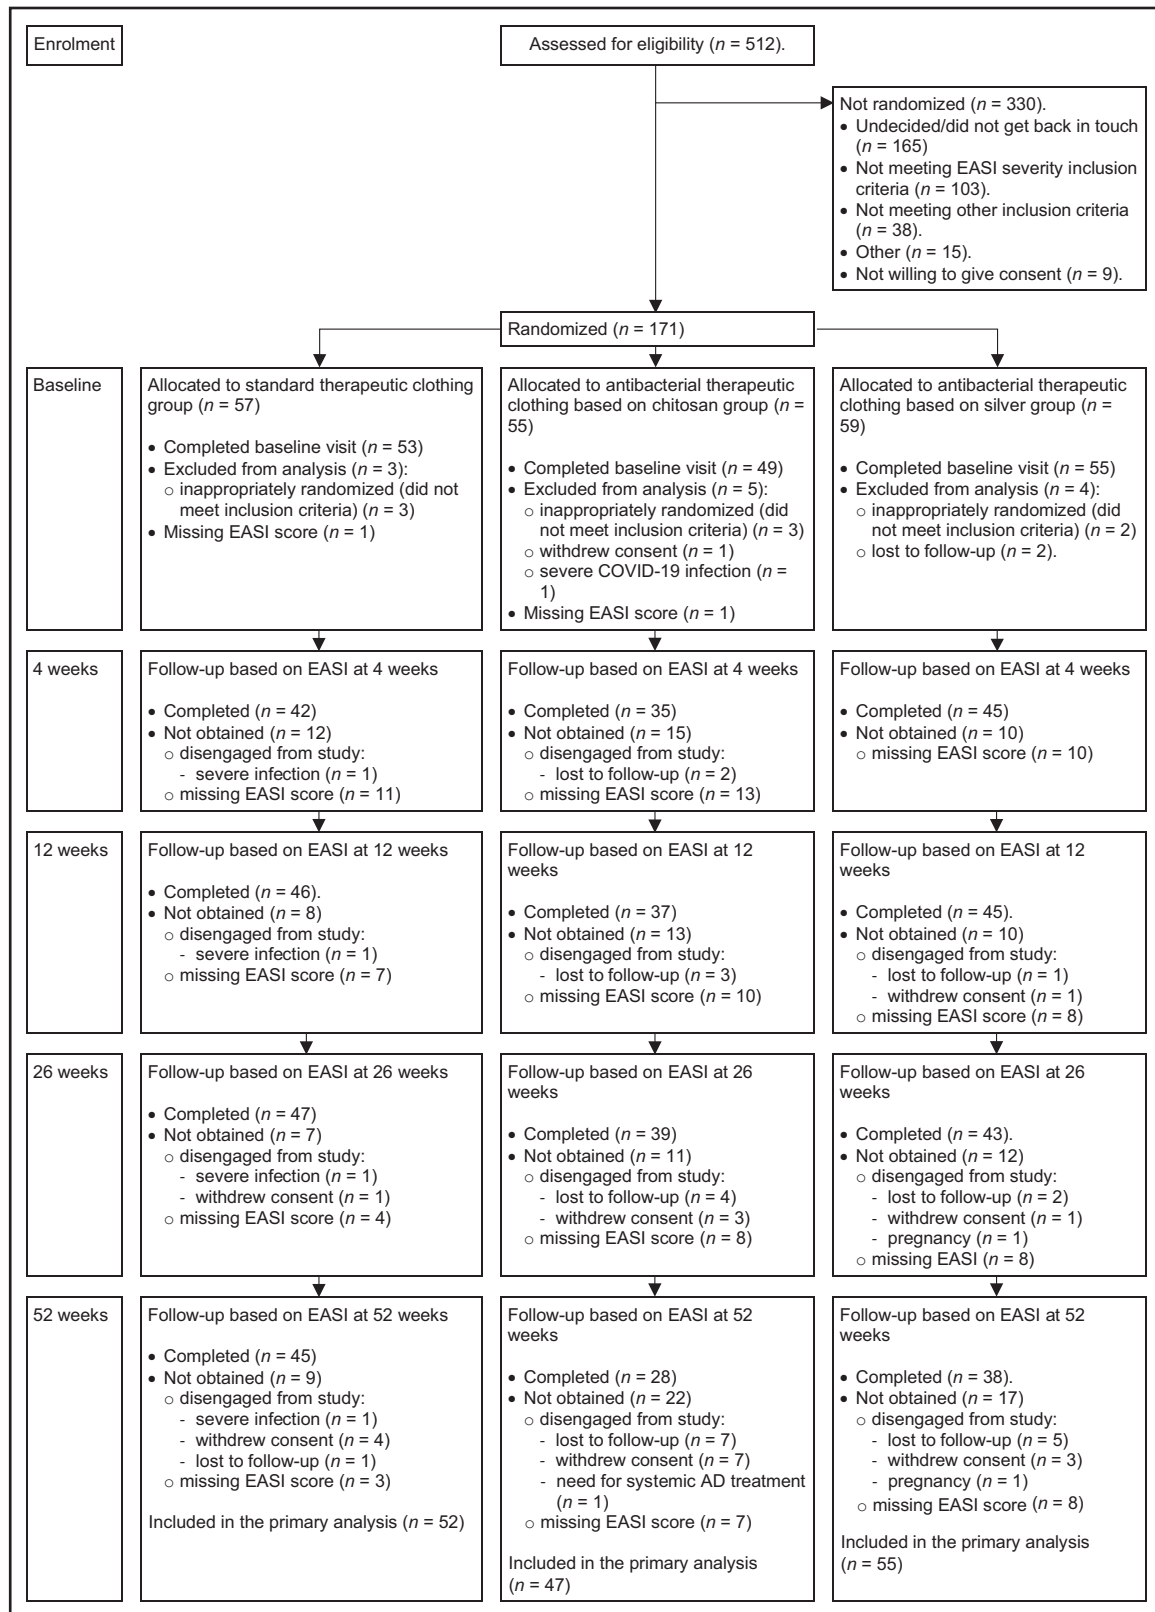 Enrolment
Assessed for eligibility (n = 512).
Not randomized (n = 330).
• Undecided/did not get back in touch
(n = 165)
• Not meeting EASI severity inclusion
criteria (n = 103).
• Not meeting other inclusion criteria
(n = 38).
• Other (n = 15).
• Not willing to give consent (n = 9).
Randomized (n = 171)
Baseline
Allocated to standard therapeutic clothing
group (n = 57)
• Completed baseline visit (n = 53)
• Excluded from analysis (n = 3):
○ inappropriately randomized (did not
meet inclusion criteria) (n = 3)
• Missing EASI score (n = 1)
Allocated to antibacterial therapeutic
clothing based on chitosan group (n =
55)
• Completed baseline visit (n = 49)
• Excluded from analysis (n = 5):
○ inappropriately randomized (did
not meet inclusion criteria) (n = 3)
○ withdrew consent (n = 1)
○ severe COVID-19 infection (n =
1)
• Missing EASI score (n = 1)
Allocated to antibacterial therapeutic
clothing based on silver group (n =
59)
• Completed baseline visit (n = 55)
• Excluded from analysis (n = 4):
○ inappropriately randomized (did
not meet inclusion criteria) (n = 2)
○ lost to follow-up (n = 2).
4 weeks
Follow-up based on EASI at 4 weeks
• Completed (n = 42)
• Not obtained (n = 12)
○ disengaged from study:
- severe infection (n = 1)
○ missing EASI score (n = 11)
Follow-up based on EASI at 4 weeks
• Completed (n = 35)
• Not obtained (n = 15)
○ disengaged from study:
- lost to follow-up (n = 2)
○ missing EASI score (n = 13)
Follow-up based on EASI at 4 weeks
• Completed (n = 45)
• Not obtained (n = 10)
○ missing EASI score (n = 10)
12 weeks
Follow-up based on EASI at 12 weeks
• Completed (n = 46).
• Not obtained (n = 8)
○ disengaged from study:
- severe infection (n = 1)
○ missing EASI score (n = 7)
Follow-up based on EASI at 12
weeks
• Completed (n = 37)
• Not obtained (n = 13)
○ disengaged from study:
- lost to follow-up (n = 3)
○ missing EASI score (n = 10)
Follow-up based on EASI at 12
weeks
• Completed (n = 45).
• Not obtained (n = 10)
○ disengaged from study:
- lost to follow-up (n = 1)
- withdrew consent (n = 1)
○ missing EASI score (n = 8)
26 weeks
Follow-up based on EASI at 26 weeks
• Completed (n = 47)
• Not obtained (n = 7)
○ disengaged from study:
- severe infection (n = 1)
- withdrew consent (n = 1)
○ missing EASI score (n = 4)
Follow-up based on EASI at 26
weeks
• Completed (n = 39)
• Not obtained (n = 11)
○ disengaged from study:
- lost to follow-up (n = 4)
- withdrew consent (n = 3)
○ missing EASI score (n = 8)
Follow-up based on EASI at 26
weeks
• Completed (n = 43).
• Not obtained (n = 12)
○ disengaged from study:
- lost to follow-up (n = 2)
- withdrew consent (n = 1)
- pregnancy (n = 1)
○ missing EASI (n = 8)
52 weeks
Follow-up based on EASI at 52 weeks
• Completed (n = 45)
• Not obtained (n = 9)
○ disengaged from study:
- severe infection (n = 1)
- withdrew consent (n = 4)
- lost to follow-up (n = 1)
○ missing EASI score (n = 3)
Included in the primary analysis (n = 52)
Follow-up based on EASI at 52
weeks
• Completed (n = 28)
• Not obtained (n = 22)
○ disengaged from study:
- lost to follow-up (n = 7)
- withdrew consent (n = 7)
- need for systemic AD treatment
(n = 1)
○ missing EASI score (n = 7)
Included in the primary analysis
(n = 47)
Follow-up based on EASI at 52
weeks
• Completed (n = 38).
• Not obtained (n = 17)
○ disengaged from study:
- lost to follow-up (n = 5)
- withdrew consent (n = 3)
- pregnancy (n = 1)
○ missing EASI score (n = 8)
Included in the primary analysis
(n = 55)